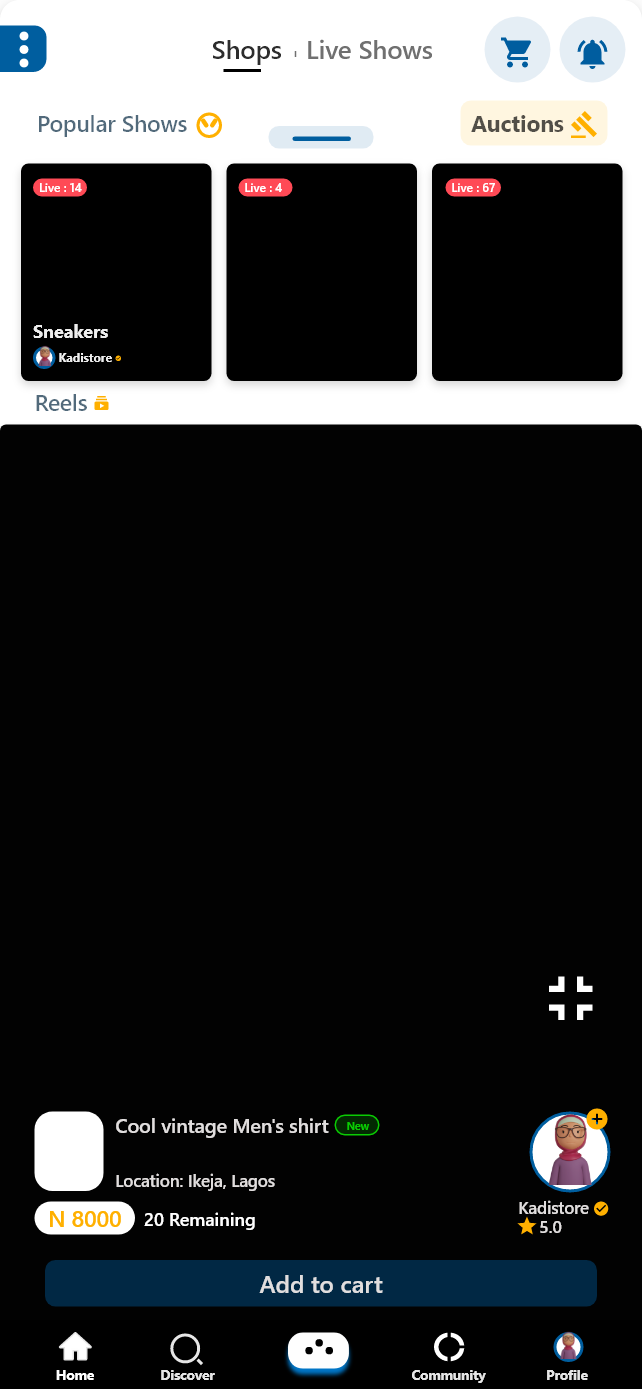 Shops Live Shows
Popular Shows
Auctions
Live : 14
Live : 4
Live : 67
Sneakers
Kadistore
Reels
Cool vintage Men's shirt New
Location: Ikeja, Lagos
N 8000 20 Remaining
Kadistore
5.0
Add to cart
Home Discover Community Profile